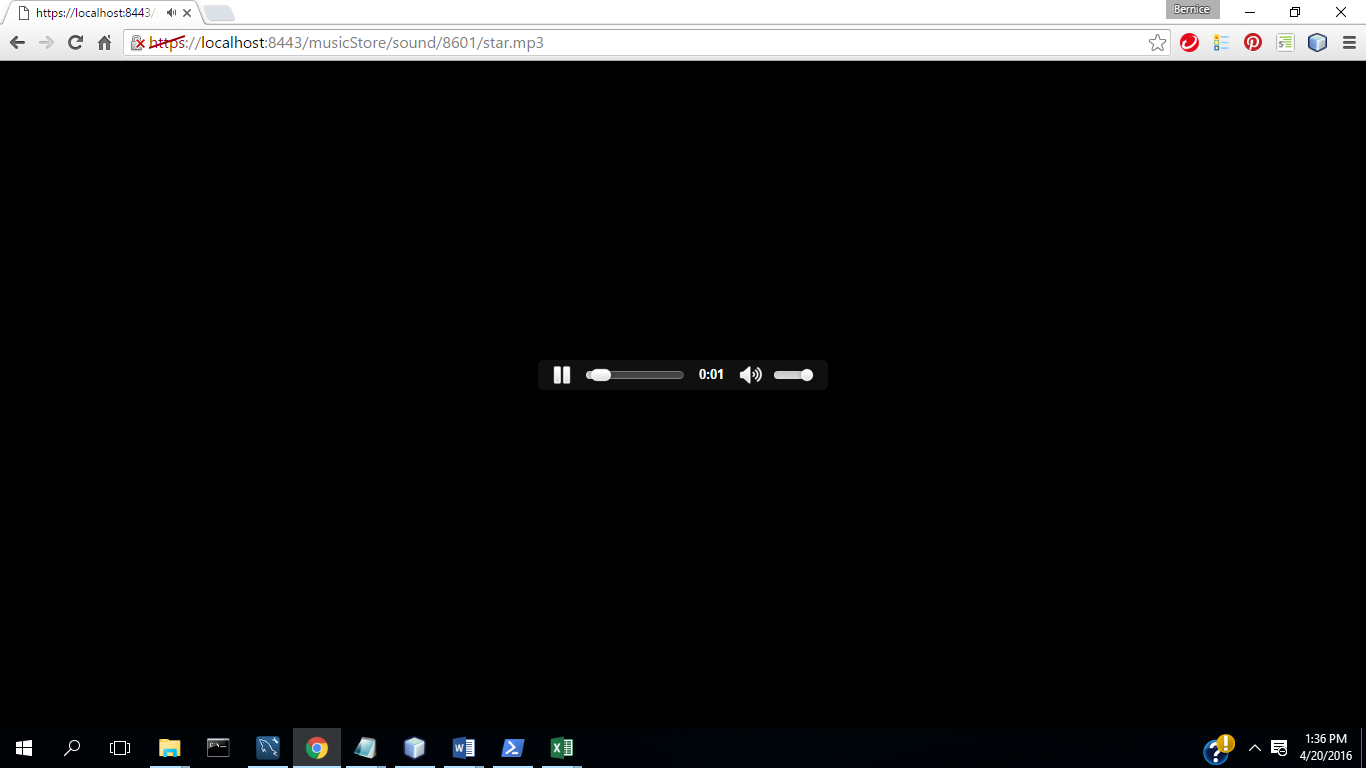 https://localhost:8443/
Bernice
https://localhost:8443/musicStore/sound/8601/star.mp3
0:01
1:36 PM
4/20/2016